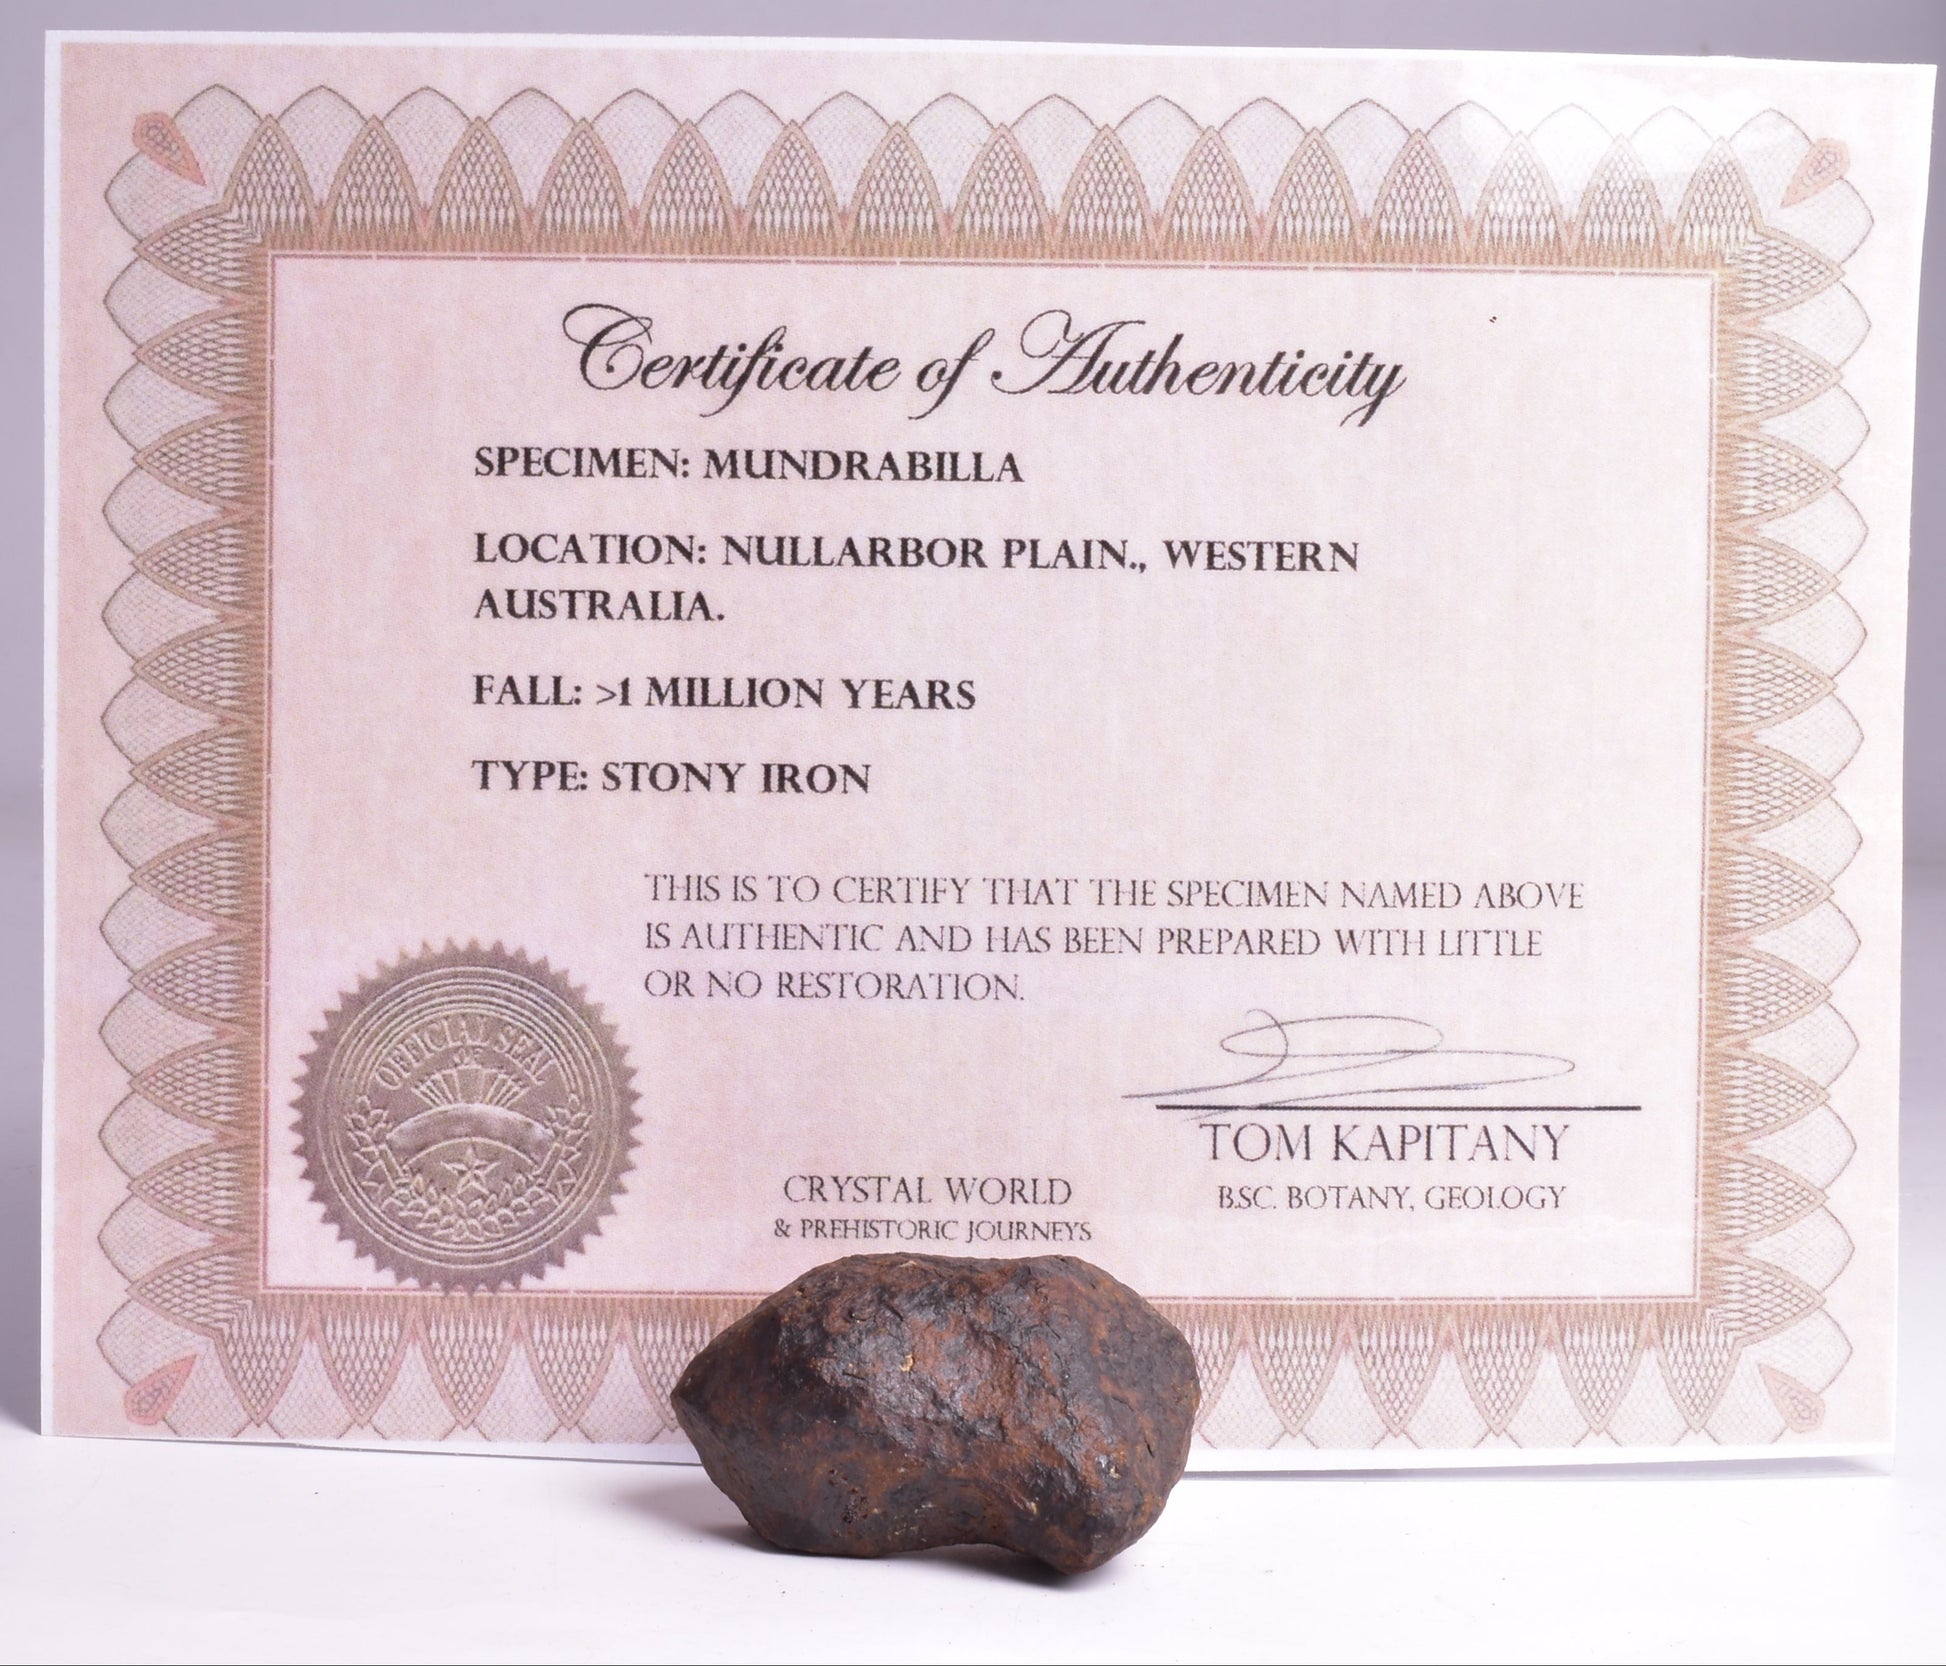 Certificate of Authenticity
SPECIMEN: MUNDRABILLA
LOCATION: NULLARBOR PLAIN., WESTERN
AUSTRALIA.
FALL: >1 MILLION YEARS
TYPE: STONY IRON
THIS IS TO CERTIFY THAT THE SPECIMEN NAMED ABOVE
IS AUTHENTIC AND HAS BEEN PREPARED WITH LITTLE
OR NO RESTORATION.
OFFICIAL SEAL
OF
TOM KAPITANY
B.SC. BOTANY, GEOLOGY
CRYSTAL WORLD
& PREHISTORIC JOURNEYS